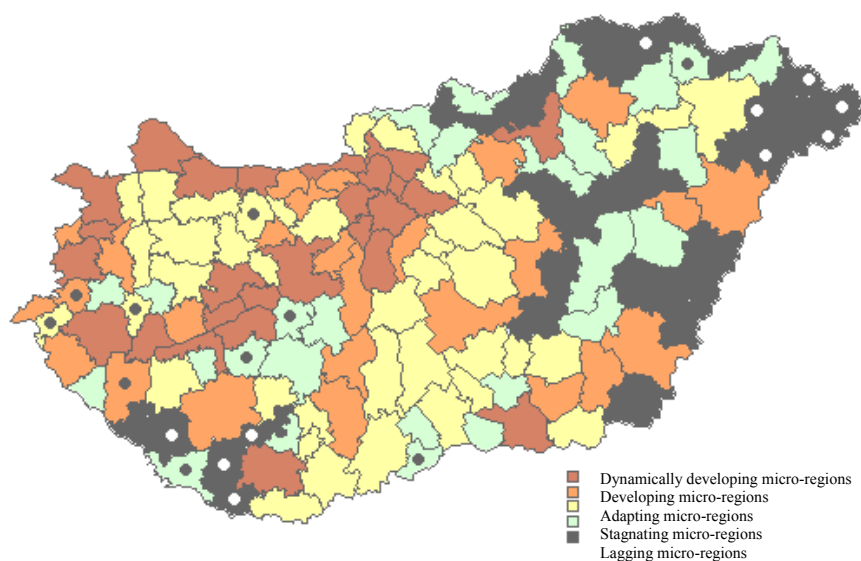 Dynamically developing micro-regions
Developing micro-regions
Adapting micro-regions
Stagnating micro-regions
Lagging micro-regions